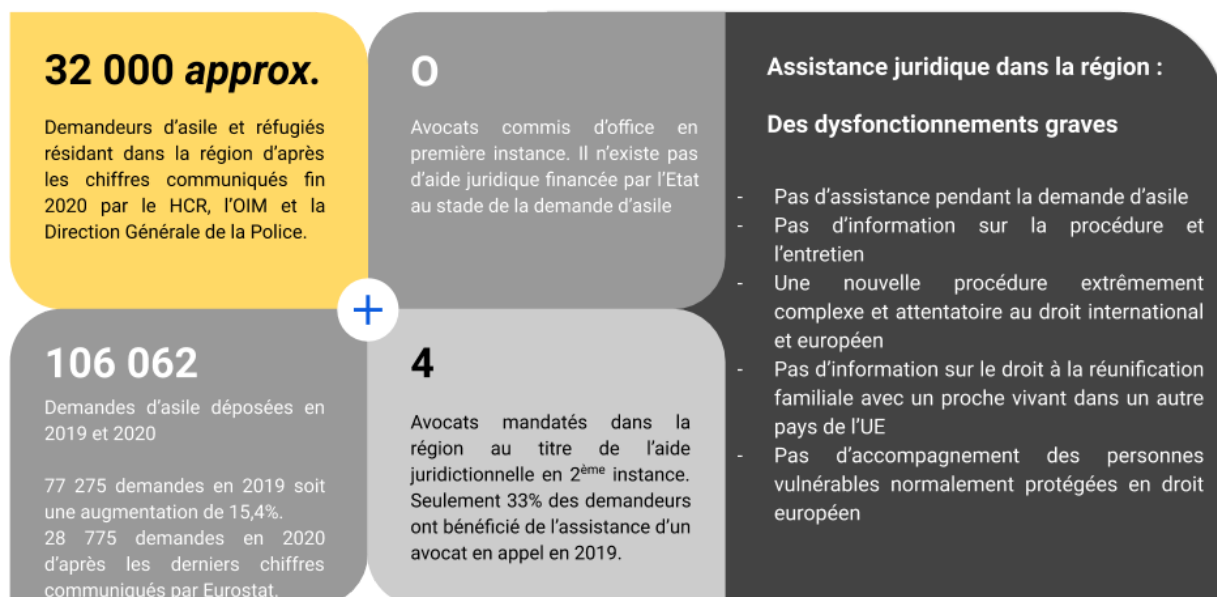 32 000 approx.
Demandeurs d'asile et réfugiés
résidant dans la région d'après
les chiffres communiqués fin
2020 par le HCR, l'OIM et la
Direction Générale de la Police.
0
Avocats commis d'office en
première instance. Il n'existe pas
d'aide juridique financée par l'Etat
au stade de la demande d'asile
106 062
Demandes d'asile déposées en
2019 et 2020
77 275 demandes en 2019 soit
une augmentation de 15,4%.
28 775 demandes en 2020
d'après les derniers chiffres
communiqués par Eurostat.
4
Avocats mandatés dans la
région au titre de l'aide
juridictionnelle en 2ème instance.
Seulement 33% des demandeurs
ont bénéficié de l'assistance d'un
avocat en appel en 2019.
Assistance juridique dans la région :
Des dysfonctionnements graves
- Pas d'assistance pendant la demande d'asile
- Pas d'information sur la procédure et
l'entretien
- Une nouvelle procédure extrêmement
complexe et attentatoire au droit international
et européen
- Pas d'information sur le droit à la réunification
familiale avec un proche vivant dans un autre
pays de l'UE
- Pas d'accompagnement des personnes
vulnérables normalement protégées en droit
européen